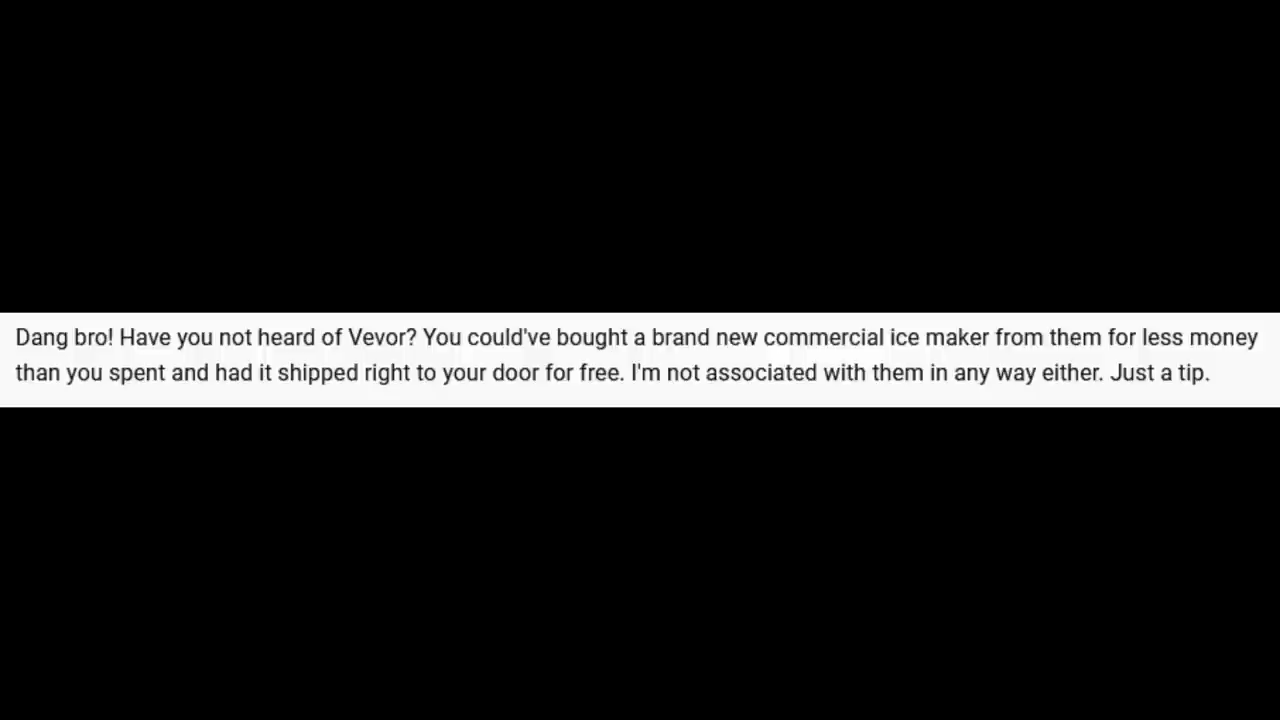 Dang bro! Have you not heard of Vevor? You could've bought a brand new commercial ice maker from them for less money
than you spent and had it shipped right to your door for free. I'm not associated with them in any way either. Just a tip.